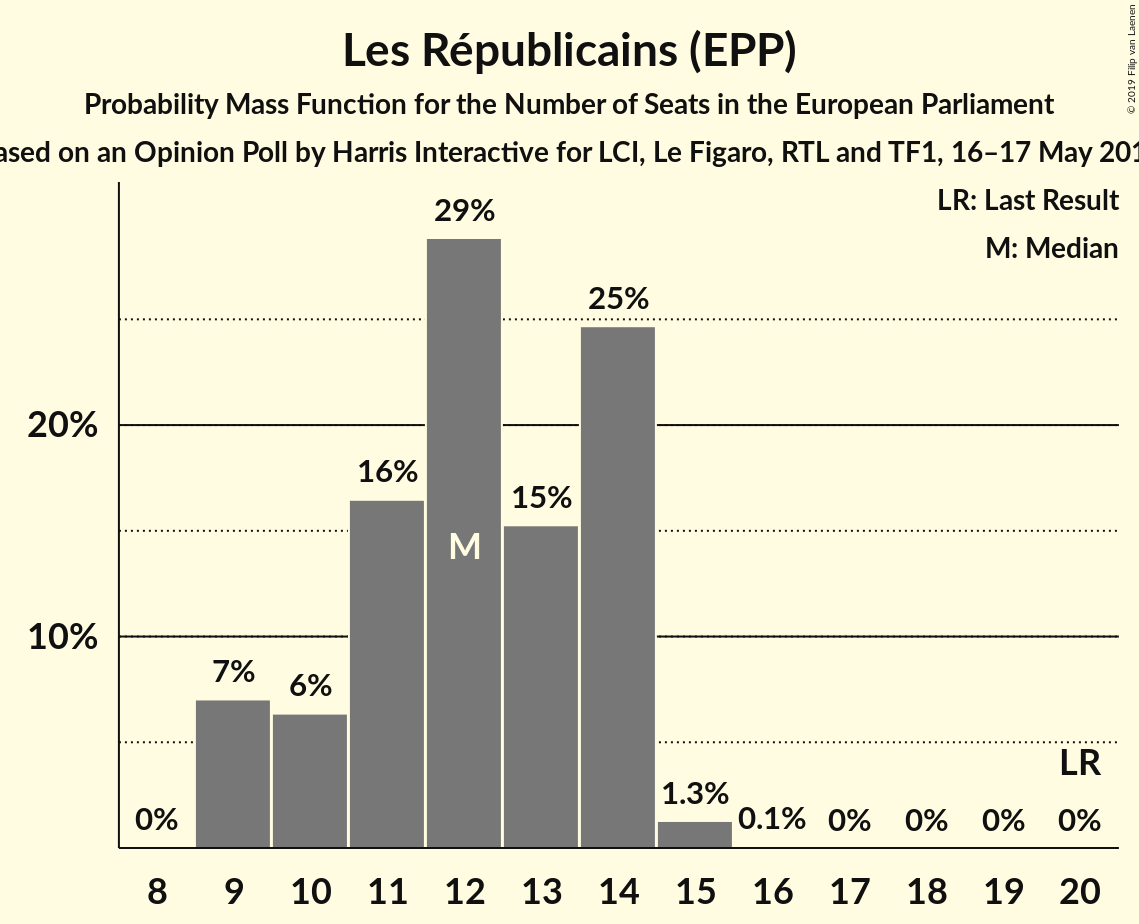 Les Républicains (EPP)
Probability Mass Function for the Number of Seats in the European Parliament
ased on an Opinion Poll by Harris Interactive for LCI, Le Figaro, RTL and TF1, 16–17 May 201
© 2019 Filip van Laenen
LR: Last Result
M: Median
29%
25%
20%
16%
15%
M
10%
7%
6%
LR
0%
1.3%
0.1%
0%
0%
0%
0%
8 9 10 11 12 13 14 15 16 17 18 19 20